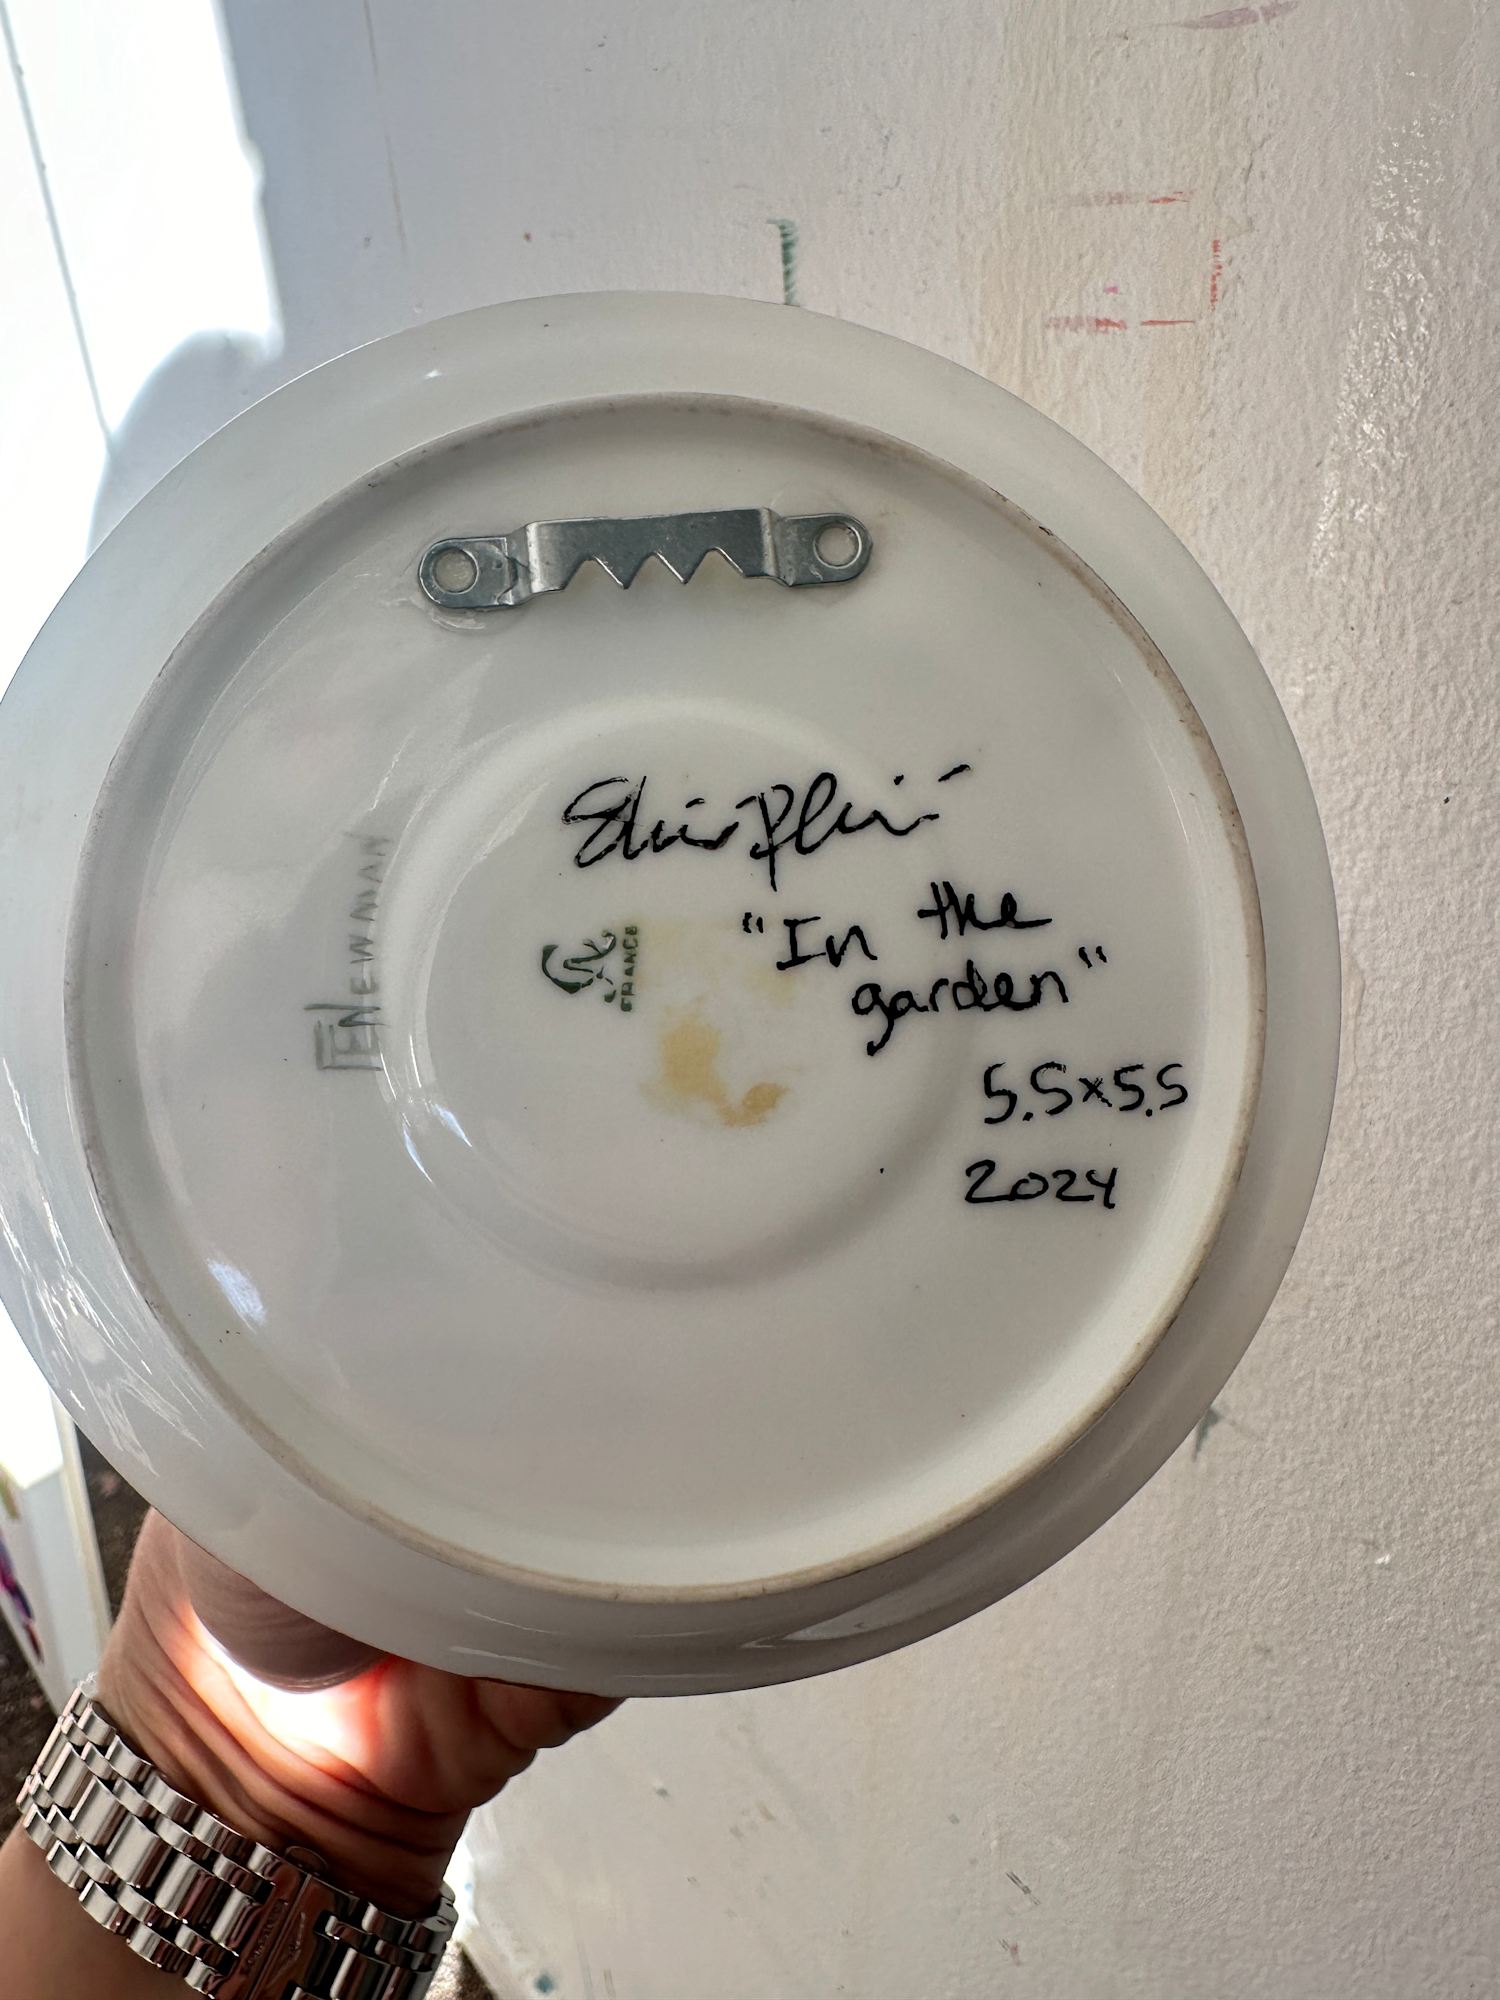 "In the
garden"
5.5x5.5
2024
FRANCE
NEWMAN